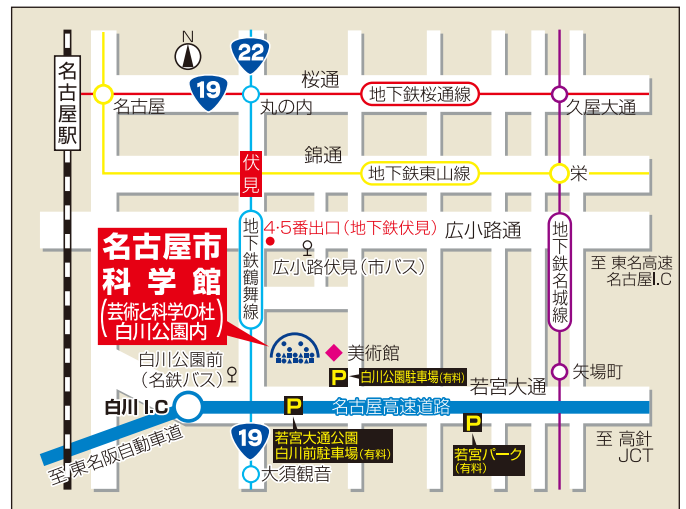 N
22
19
桜通
地下鉄桜通線
名古屋駅
名古屋
丸の内
久屋大通
伏見
錦通
地下鉄東山線
栄
4・5番出口(地下鉄伏見)
広小路通
広小路伏見(市バス)
地下鉄鶴舞線
地下鉄名城線
至 東名高速
名古屋I.C
名古屋市
科学館
(芸術と科学の杜
白川公園内)
美術館
白川公園前
(名鉄バス)
P
白川公園駐車場(有料)
若宮大通
矢場町
白川 I.C
P
名古屋高速道路
P
若宮大通公園
白川前駐車場(有料)
若宮パーク
(有料)
至 高針
JCT
至 東名阪自動車道
19
大須観音